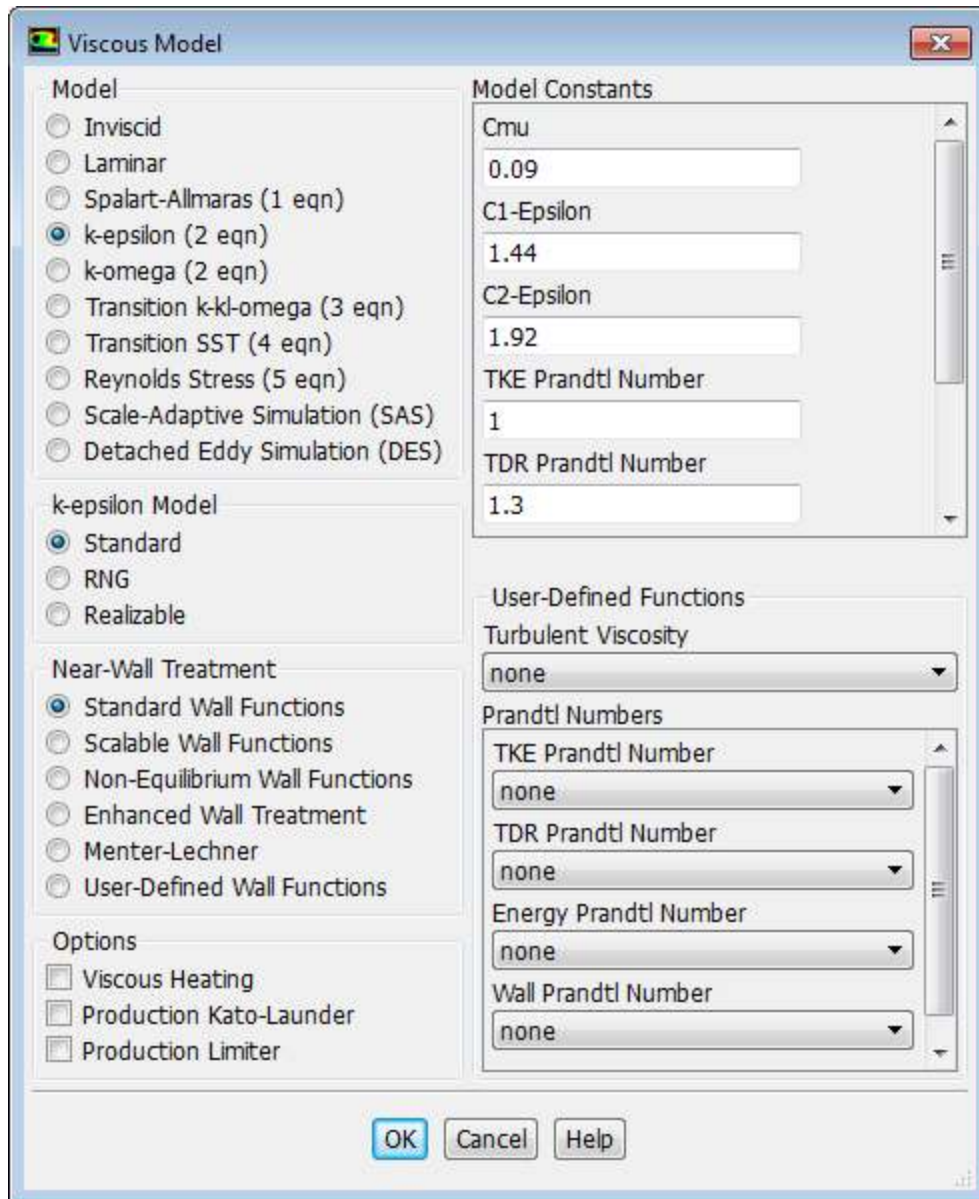 Viscous Model
Model
Inviscid
Laminar
Spalart-Allmaras (1 eqn)
k-epsilon (2 eqn)
k-omega (2 eqn)
Transition k-kl-omega (3 eqn)
Transition SST (4 eqn)
Reynolds Stress (5 eqn)
Scale-Adaptive Simulation (SAS)
Detached Eddy Simulation (DES)
k-epsilon Model
Standard
RNG
Realizable
Near-Wall Treatment
Standard Wall Functions
Scalable Wall Functions
Non-Equilibrium Wall Functions
Enhanced Wall Treatment
Menter-Lechner
User-Defined Wall Functions
Options
Viscous Heating
Production Kato-Launder
Production Limiter
Model Constants
Cmu
0.09
C1-Epsilon
1.44
C2-Epsilon
1.92
TKE Prandtl Number
1
TDR Prandtl Number
1.3
User-Defined Functions
Turbulent Viscosity
none
Prandtl Numbers
TKE Prandtl Number
none
TDR Prandtl Number
none
Energy Prandtl Number
none
Wall Prandtl Number
none
OK Cancel Help